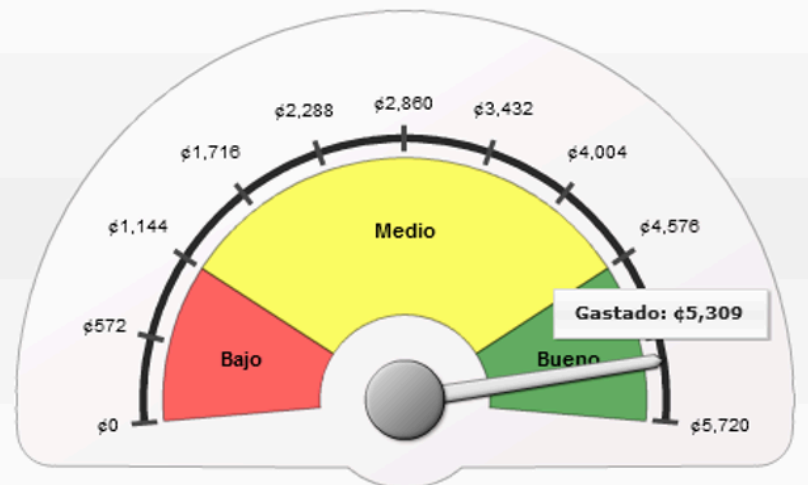 ¢2,860
¢2,288
¢3,432
¢1,716
¢4,004
¢1,144
¢4,576
Medio
Gastado: ¢5,309
¢572
Bajo
Bueno
¢0
¢5,720